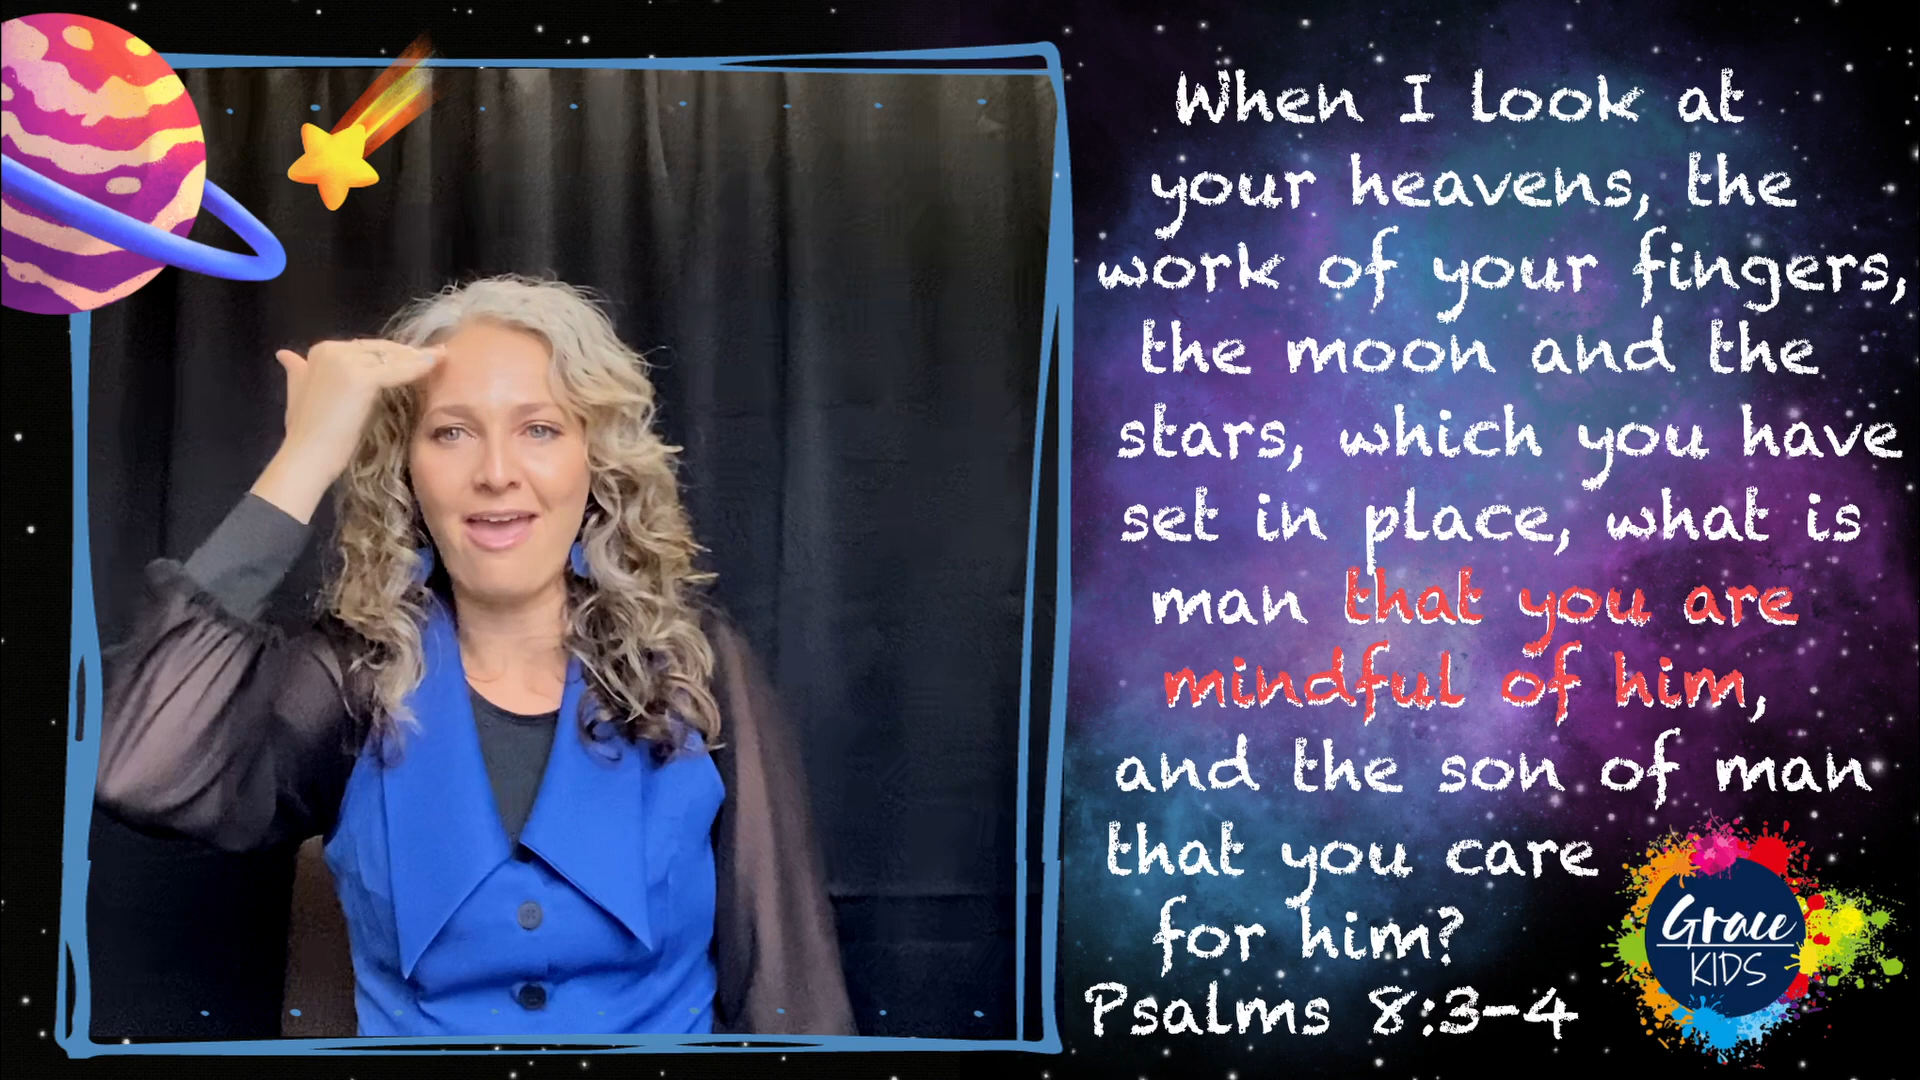 When I look at
your heavens, the
work of your fingers,
the moon and the
stars, which you have
set in place, what is
man that you are
mindful of him,
and the son of man
that you care
for him?
Psalms 8:3-4
Grace
KIDS